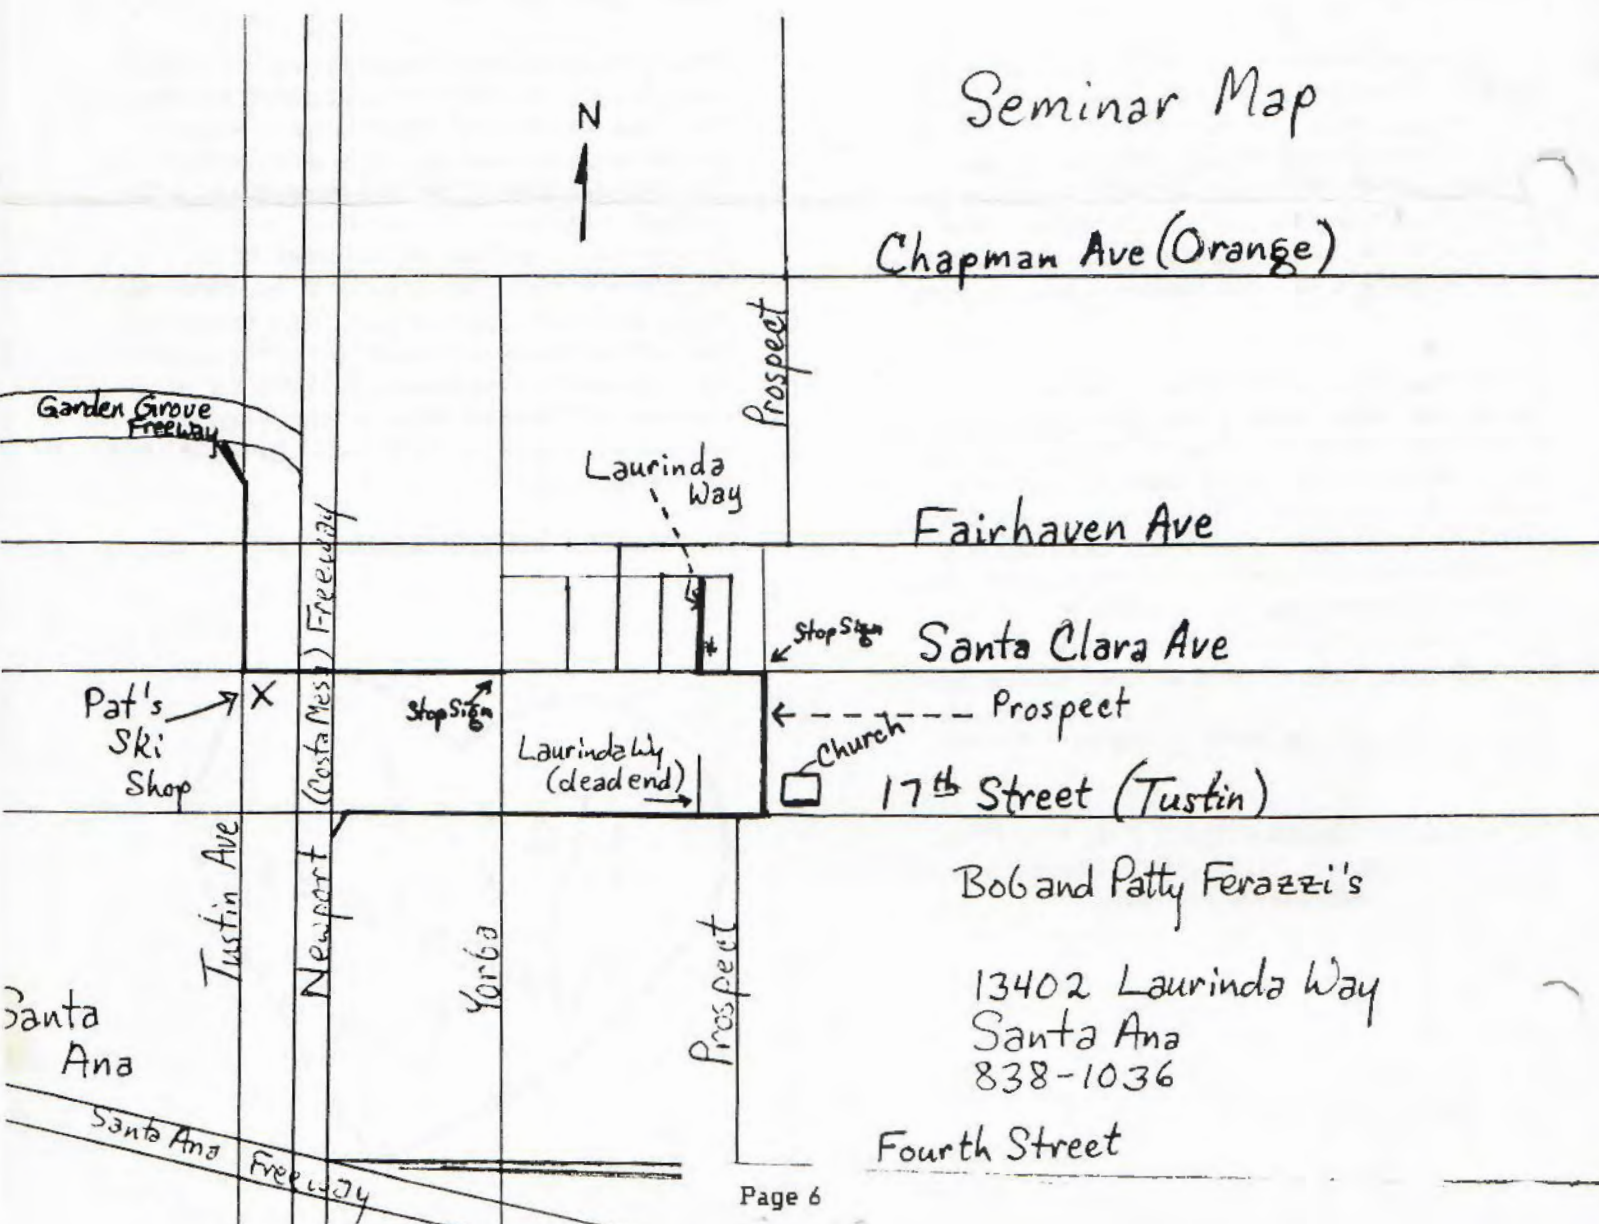 Seminar Map
N
Chapman Ave (Orange)
Prospect
Garden Grove
Freeway
Laurinda
Way
Fairhaven Ave
Stop Sign
Santa Clara Ave
Pat's
Ski
Shop
X
Stop Sign
Prospect
Church
Laurinda Wy
(dead end)
17th Street (Tustin)
Tustin Ave
Newport (Costa Mesa) Freeway
Yorba
Prospect
Bob and Patty Ferazzi's
13402 Laurinda Way
Santa Ana
838-1036
Santa
Ana
Santa Ana Freeway
Fourth Street
Page 6